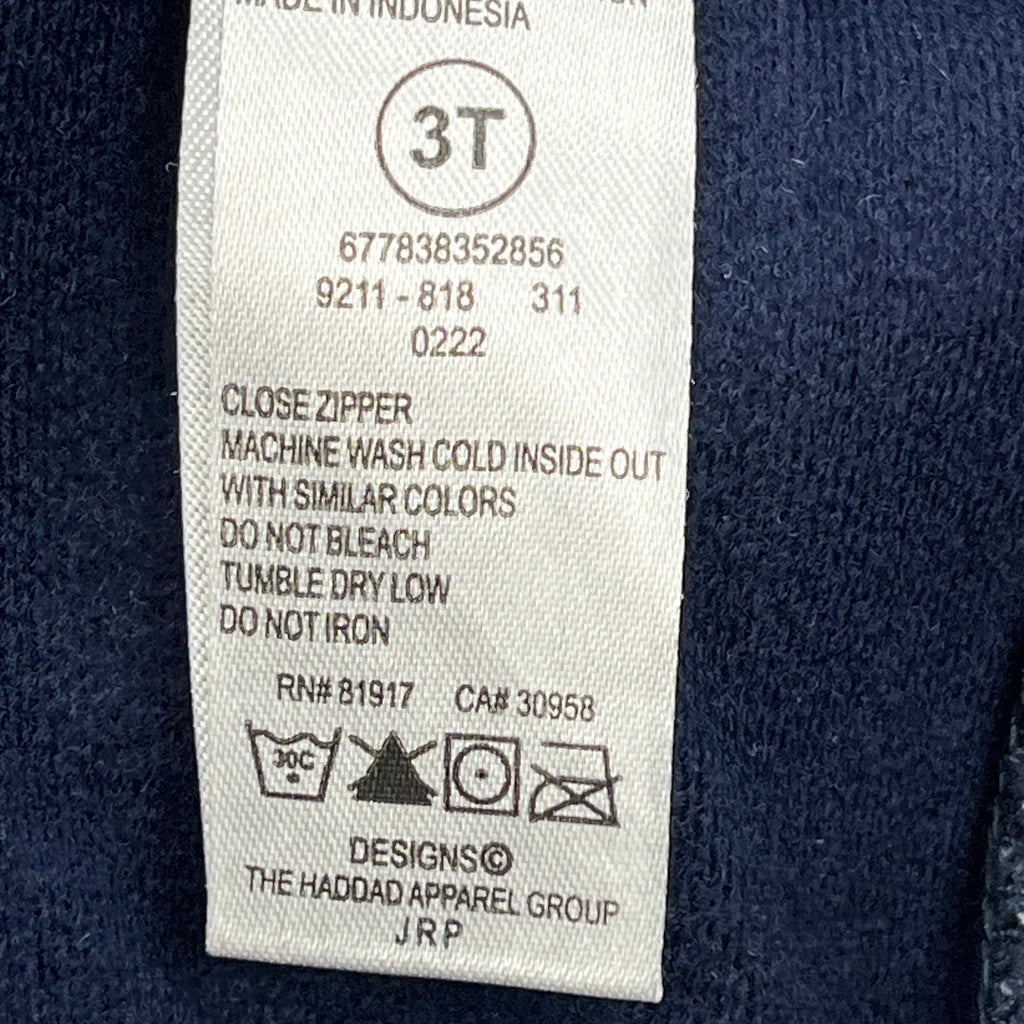 MADE IN INDONESIA
3T
677838352856
9211 - 818 311
0222
CLOSE ZIPPER
MACHINE WASH COLD INSIDE OUT
WITH SIMILAR COLORS
DO NOT BLEACH
TUMBLE DRY LOW
DO NOT IRON
RN# 81917 CA# 30958
30C
DESIGNS©
THE HADDAD APPAREL GROUP
JRP